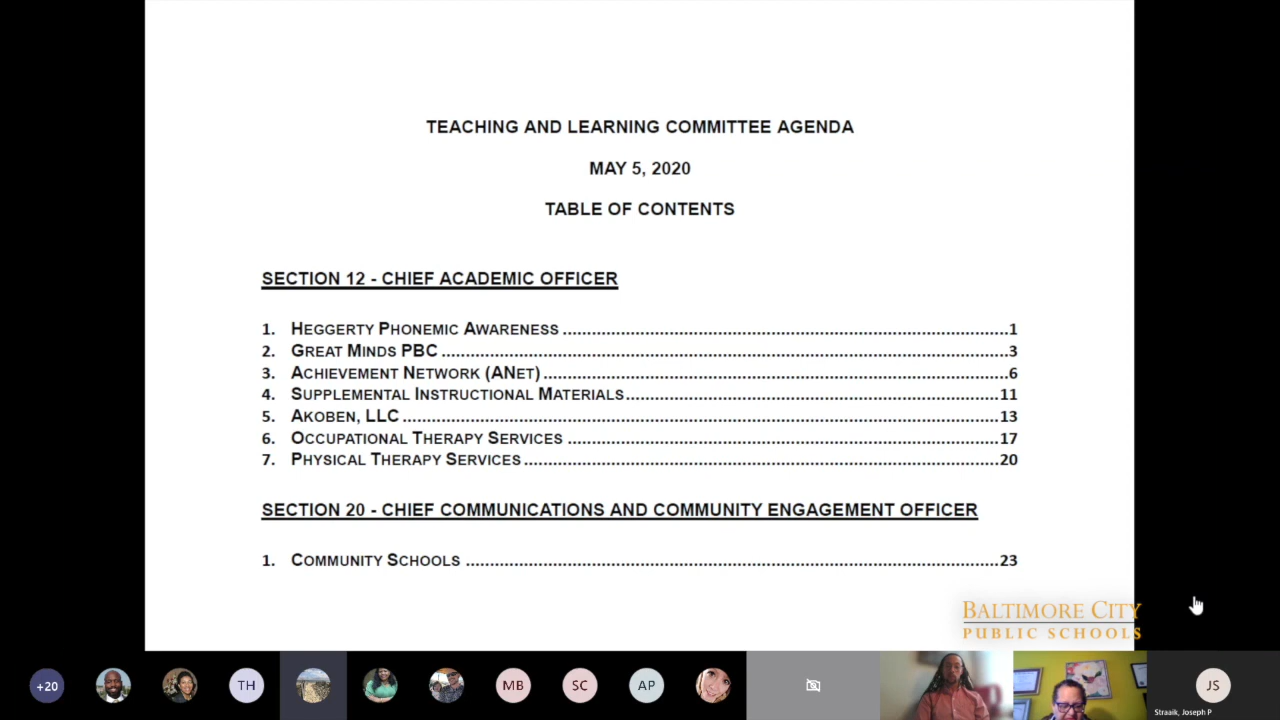 TEACHING AND LEARNING COMMITTEE AGENDA
MAY 5, 2020
TABLE OF CONTENTS
SECTION 12 - CHIEF ACADEMIC OFFICER
1. HEGGERTY PHONEMIC AWARENESS ........................................................................................... 1
2. GREAT MINDS PBC ..................................................................................................................... 3
3. ACHIEVEMENT NETWORK (ANET) ................................................................................................ 6
4. SUPPLEMENTAL INSTRUCTIONAL MATERIALS ............................................................................. 11
5. AKOBEN, LLC ............................................................................................................................ 13
6. OCCUPATIONAL THERAPY SERVICES ......................................................................................... 17
7. PHYSICAL THERAPY SERVICES .................................................................................................. 20
SECTION 20 - CHIEF COMMUNICATIONS AND COMMUNITY ENGAGEMENT OFFICER
1. COMMUNITY SCHOOLS .............................................................................................................. 23
BALTIMORE CITY
PUBLIC SCHOOLS
+20 TH MB SC AP JS
Straaik, Joseph P